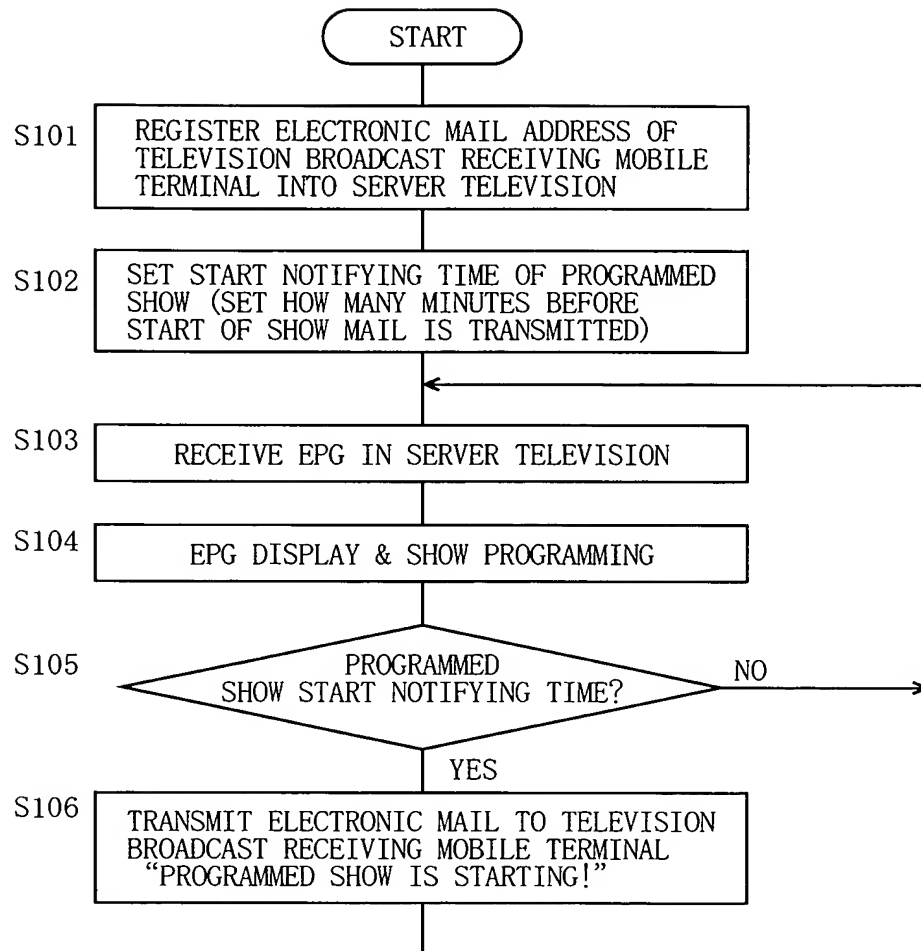 START
S101
REGISTER ELECTRONIC MAIL ADDRESS OF
TELEVISION BROADCAST RECEIVING MOBILE
TERMINAL INTO SERVER TELEVISION
S102
SET START NOTIFYING TIME OF PROGRAMMED
SHOW (SET HOW MANY MINUTES BEFORE
START OF SHOW MAIL IS TRANSMITTED)
S103
RECEIVE EPG IN SERVER TELEVISION
S104
EPG DISPLAY & SHOW PROGRAMMING
S105
PROGRAMMED
SHOW START NOTIFYING TIME?
NO
YES
S106
TRANSMIT ELECTRONIC MAIL TO TELEVISION
BROADCAST RECEIVING MOBILE TERMINAL
“PROGRAMMED SHOW IS STARTING!”